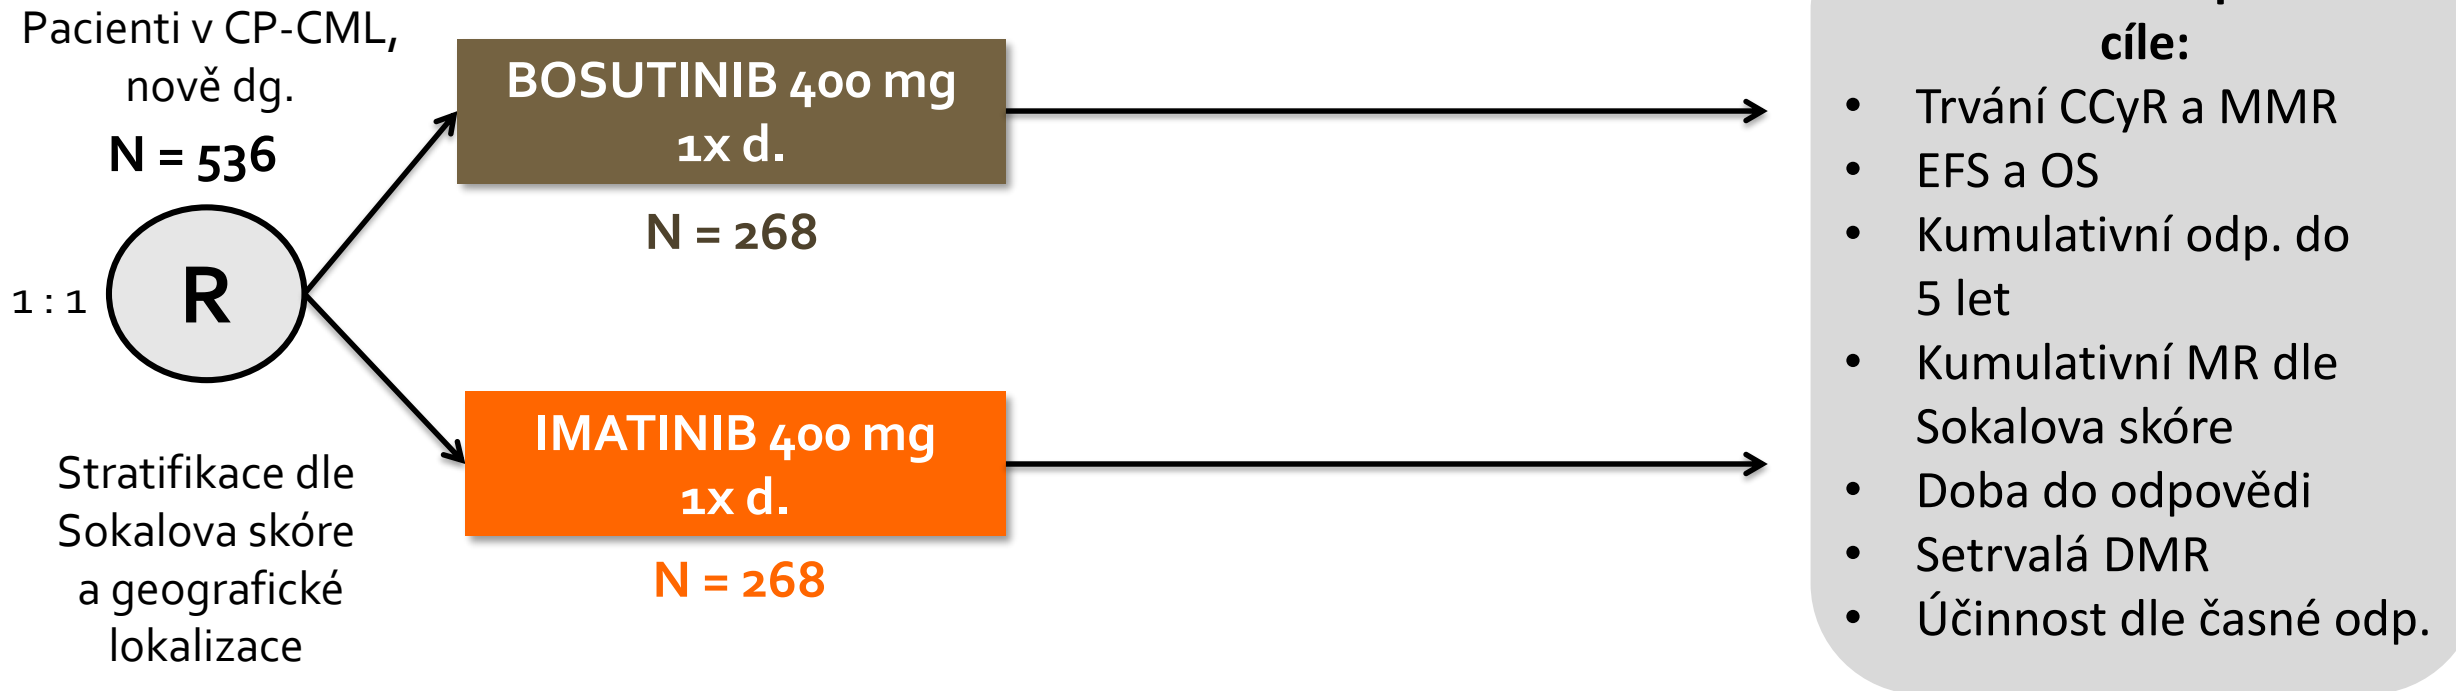 Pacienti v CP-CML,
nově dg.
N = 536
1 : 1
R
Stratifikace dle
Sokalova skóre
a geografické
lokalizace
BOSUTINIB 400 mg
1x d.
N = 268
IMATINIB 400 mg
1x d.
N = 268
cíle:
• Trvání CCyR a MMR
• EFS a OS
• Kumulativní odp. do
5 let
• Kumulativní MR dle
Sokalova skóre
• Doba do odpovědi
• Setrvalá DMR
• Účinnost dle časné odp.